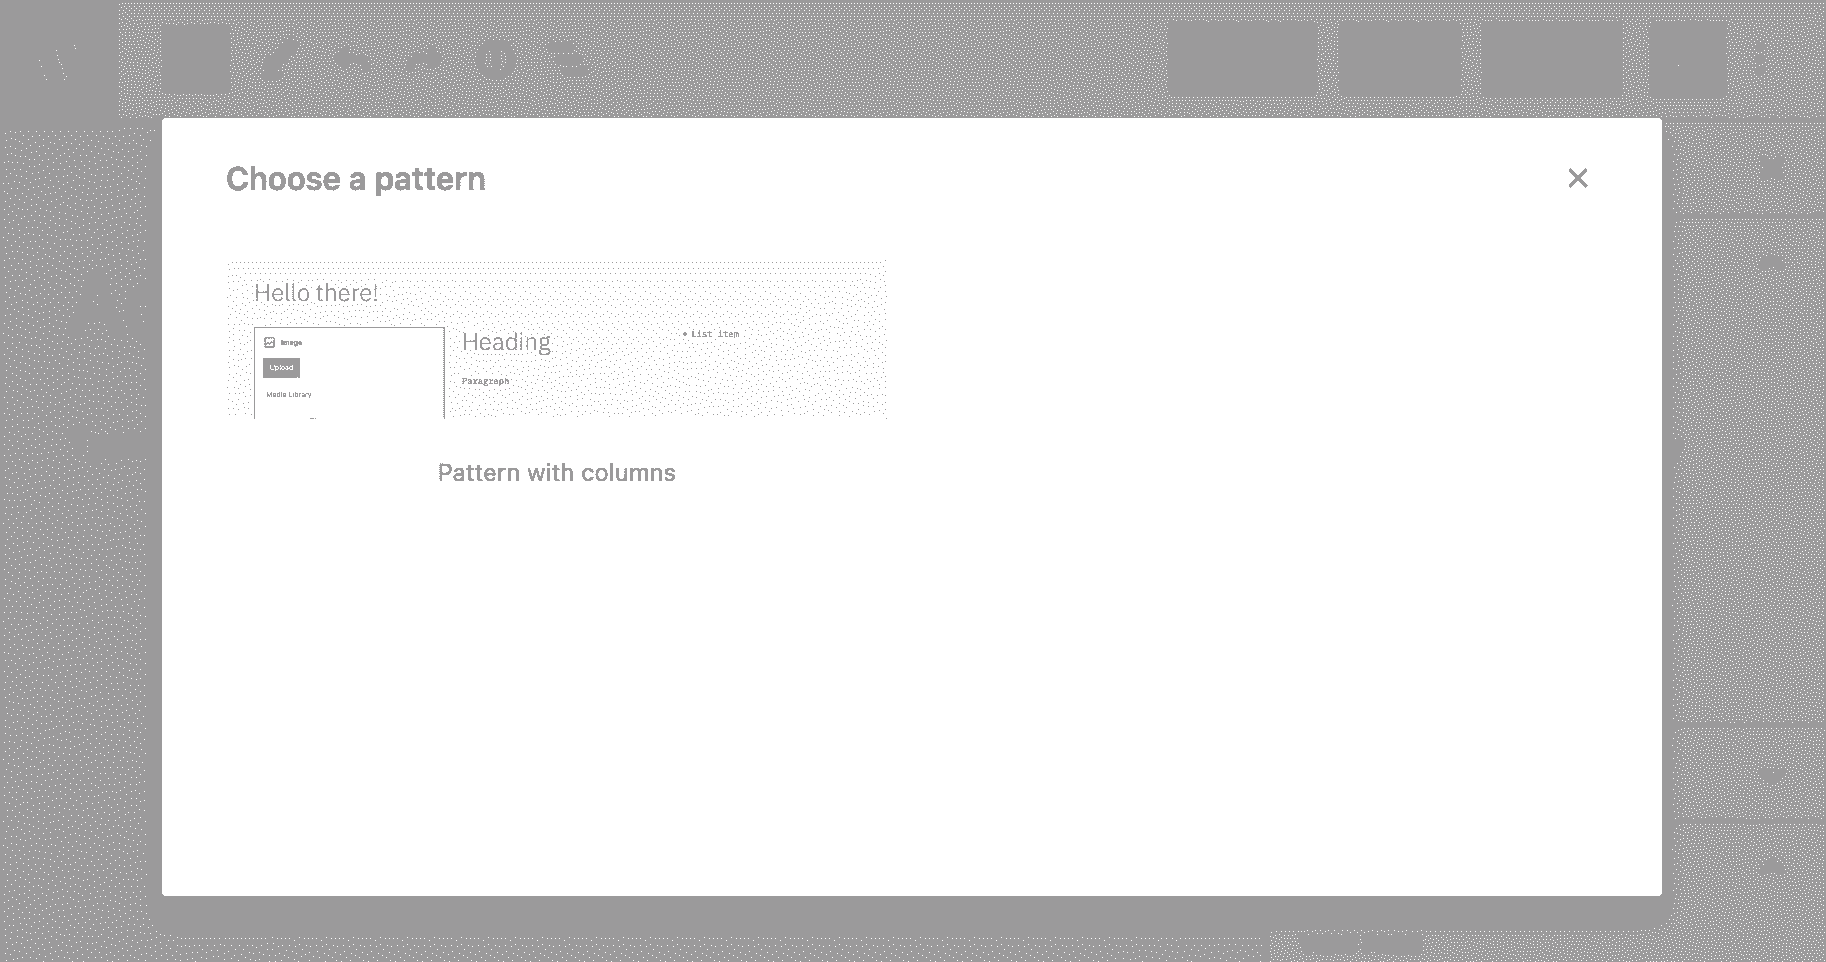 Choose a pattern
Hello there!
Image
Upload
Media Library
Heading
Paragraph
• List item
Pattern with columns